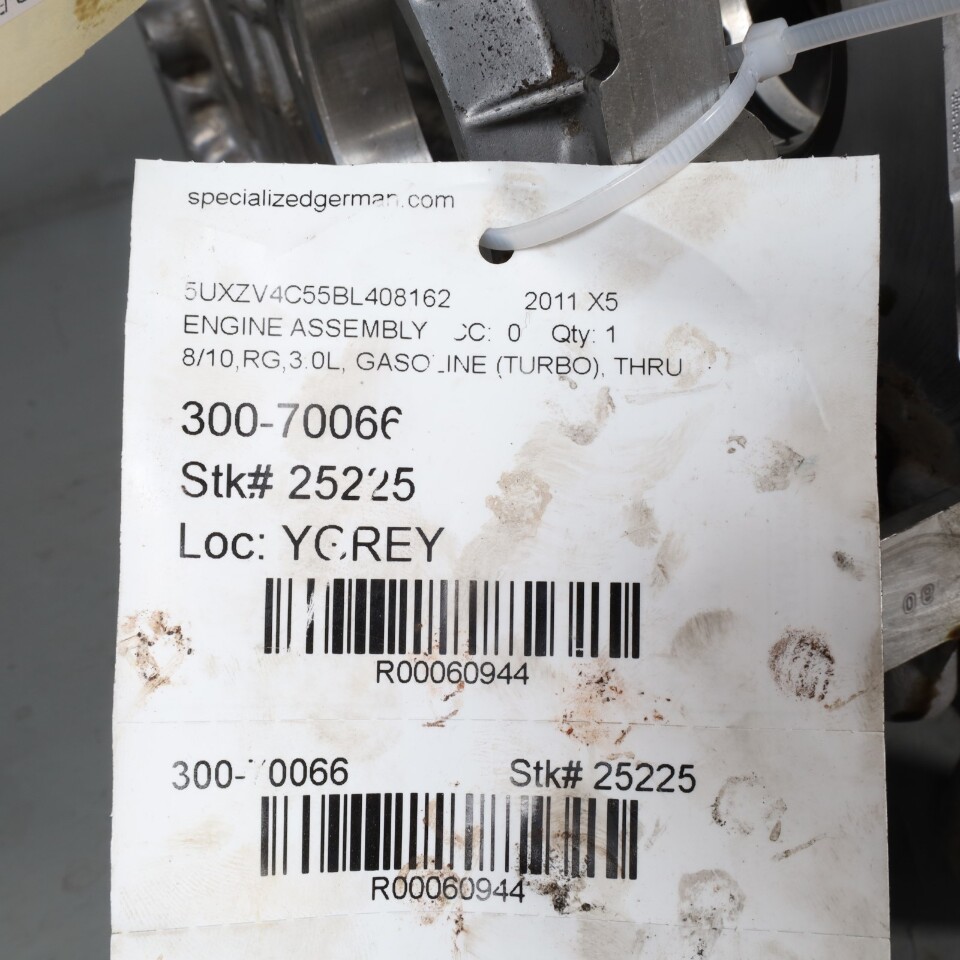 specializedgerman.com
5UXZV4C55BL408162 2011 X5
ENGINE ASSEMBLY CC: 0 Qty: 1
8/10,RG,3.0L, GASOLINE (TURBO), THRU
300-70066
Stk# 25225
Loc:
R00060944
300-70066 Stk# 25225
R00060944
80